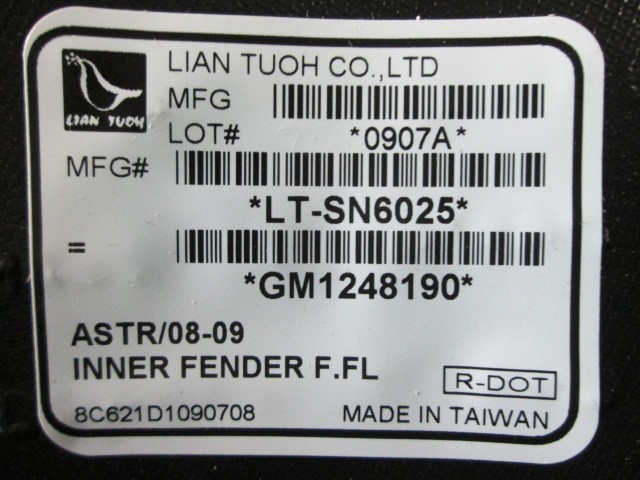 LIAN TUOH
LIAN TUOH CO.,LTD
MFG
LOT#
*0907A*
MFG#
*LT-SN6025*
=
*GM1248190*
ASTR/08-09
INNER FENDER F.FL
R-DOT
8C621D1090708
MADE IN TAIWAN